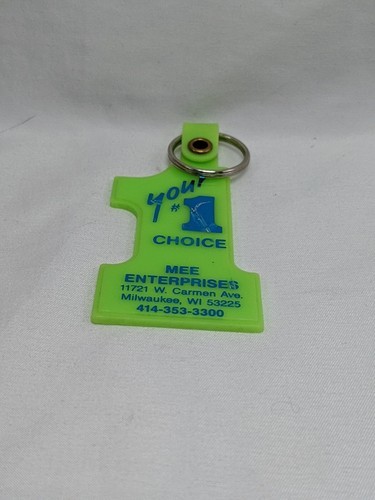 your
#1
CHOICE
MEE
ENTERPRISES
11721 W. Carmen Ave.
Milwaukee, WI 53225
414-353-3300